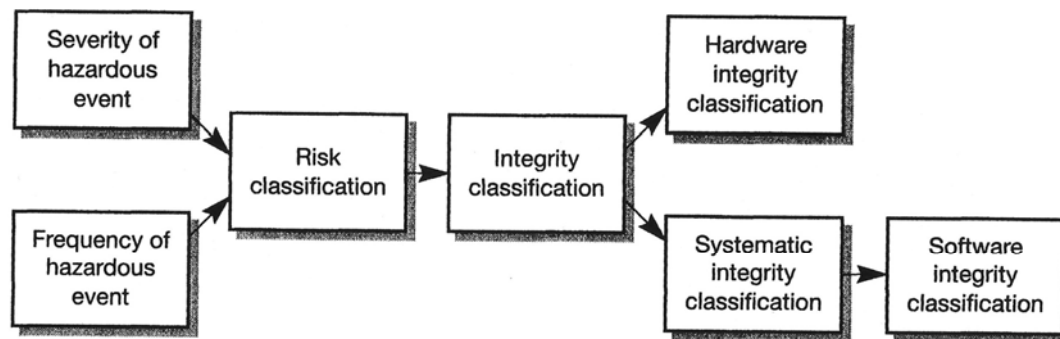 Severity of
hazardous
event
Frequency of
hazardous
event
Risk
classification
Integrity
classification
Hardware
integrity
classification
Systematic
integrity
classification
Software
integrity
classification